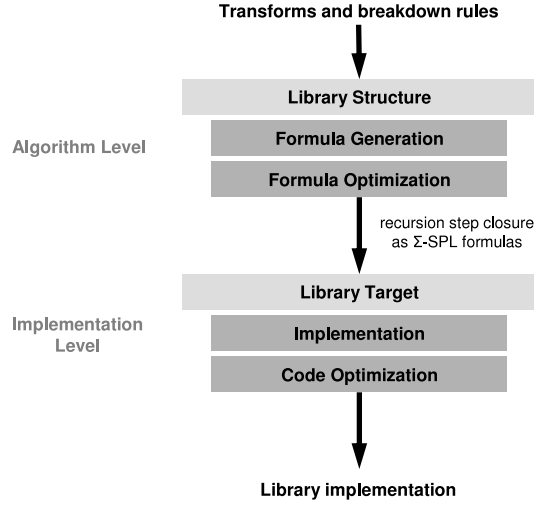 Transforms and breakdown rules
Library Structure
Algorithm Level
Formula Generation
Formula Optimization
recursion step closure
as Σ-SPL formulas
Library Target
Implementation
Level
Implementation
Code Optimization
Library implementation